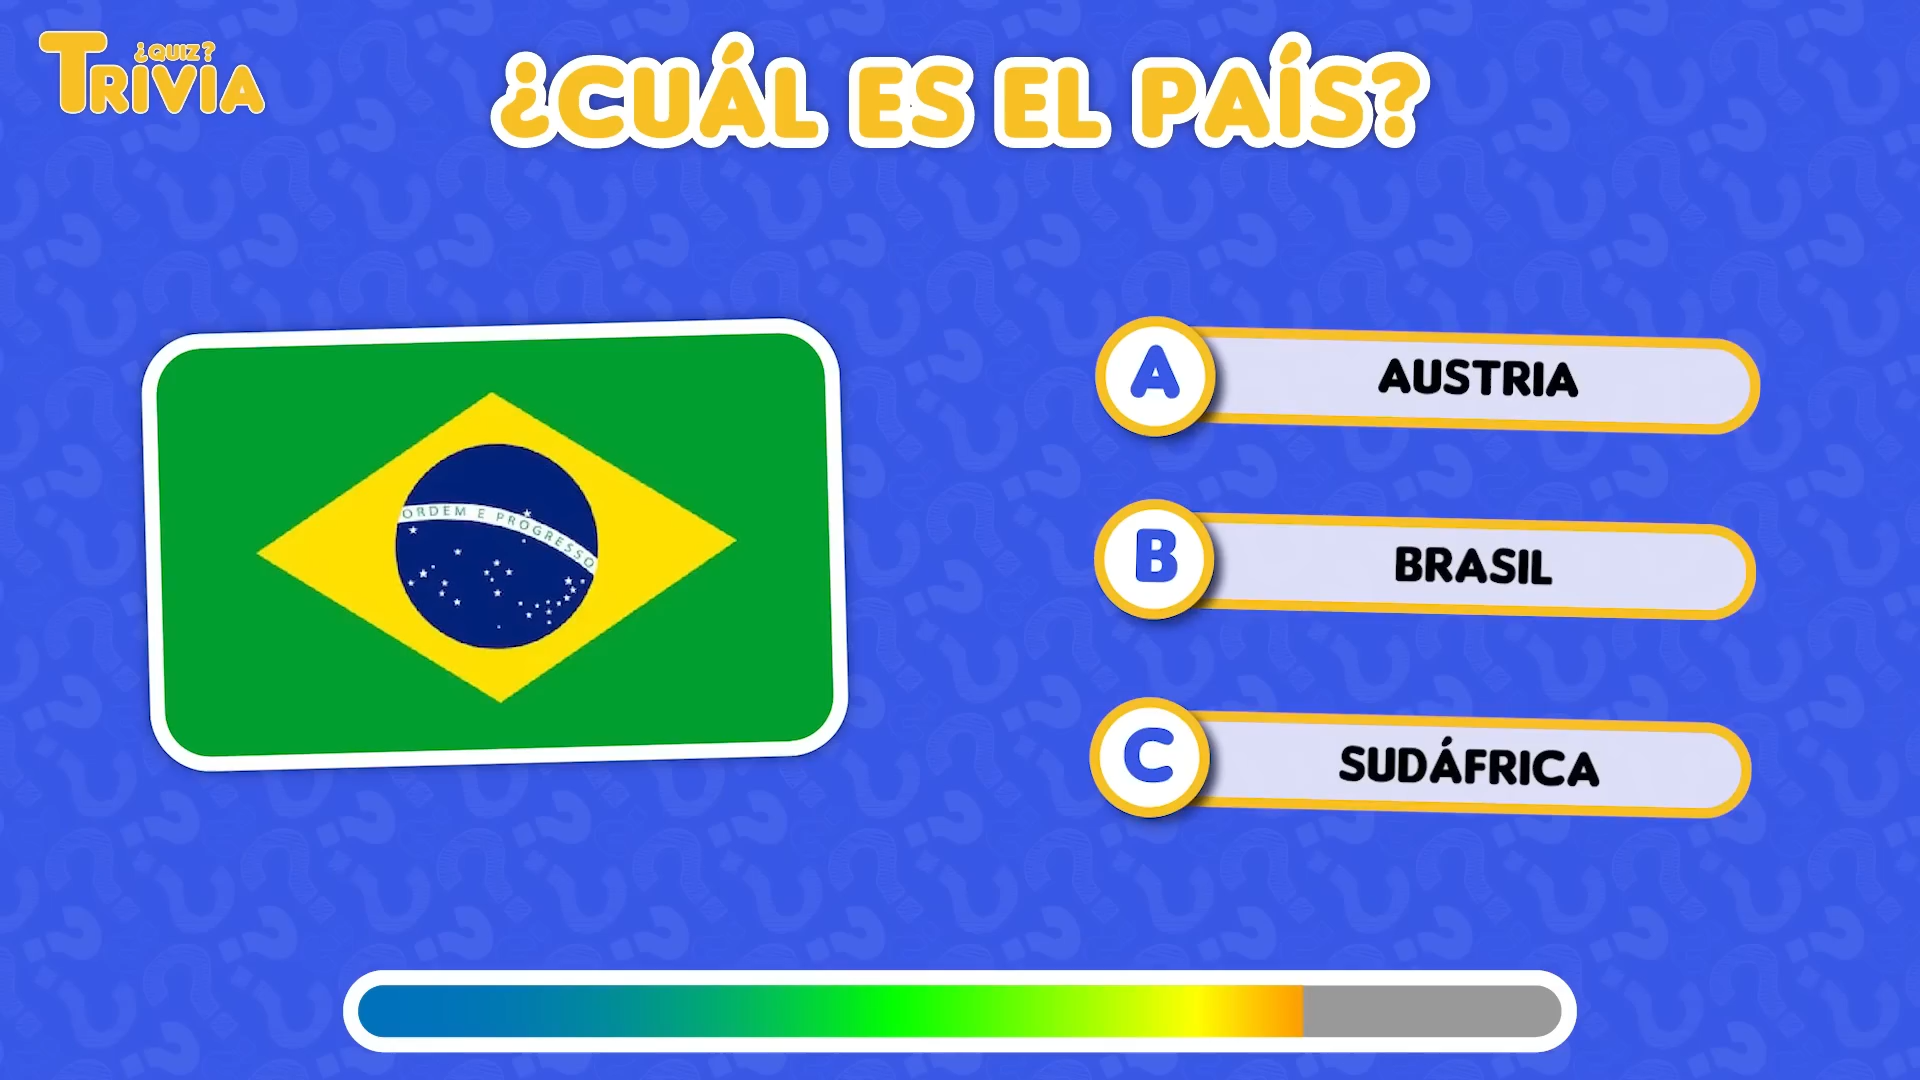 ¿QUIZ?
TRIVIA
¿CUÁL ES EL PAÍS?
ORDEM E PROGRESSO
A AUSTRIA
B BRASIL
C SUDÁFRICA